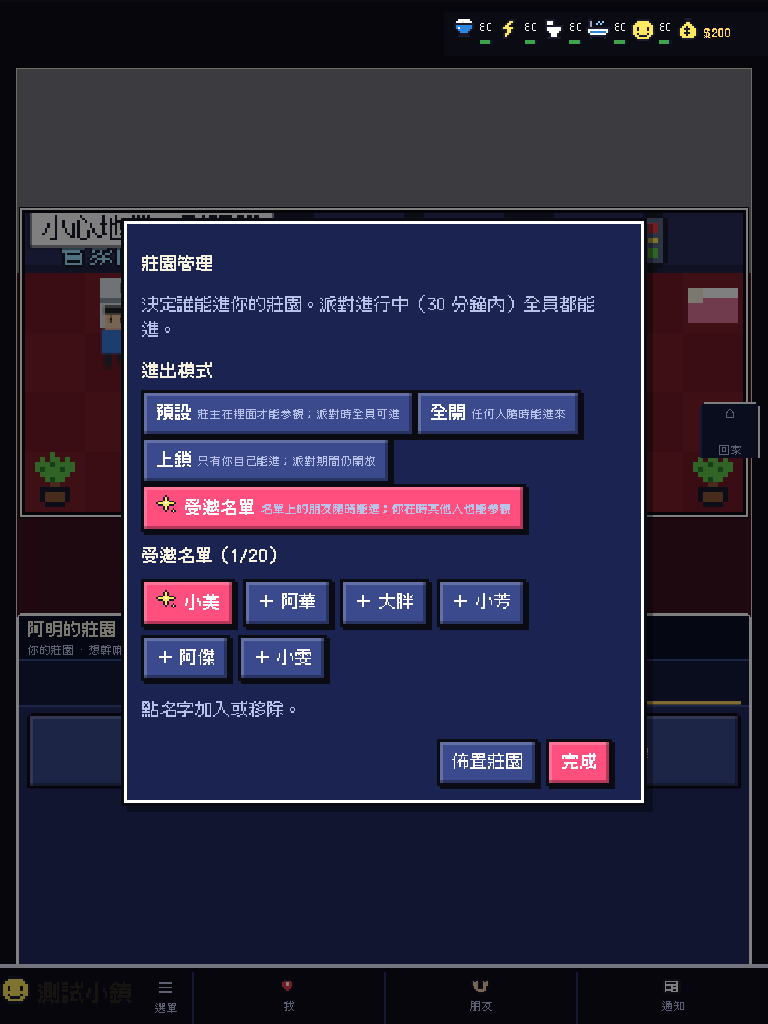 $200
莊園管理
決定誰能進你的莊園。派對進行中（30 分鐘內）全員都能
進。
進出模式
預設 莊主在裡面才能參觀；派對時全員可進
全開 任何人隨時能進來
上鎖 只有你自己能進；派對期間仍開放
受邀名單 名單上的朋友隨時能進；你在時其他人也能參觀
回家
受邀名單（1/20）
小美
+ 阿華
+ 大胖
+ 小芳
阿明的莊園
你的莊園 · 想幹嘛
+ 阿傑
+ 小雯
點名字加入或移除。
佈置莊園
完成
測試小鎮
選單
我
朋友
通知